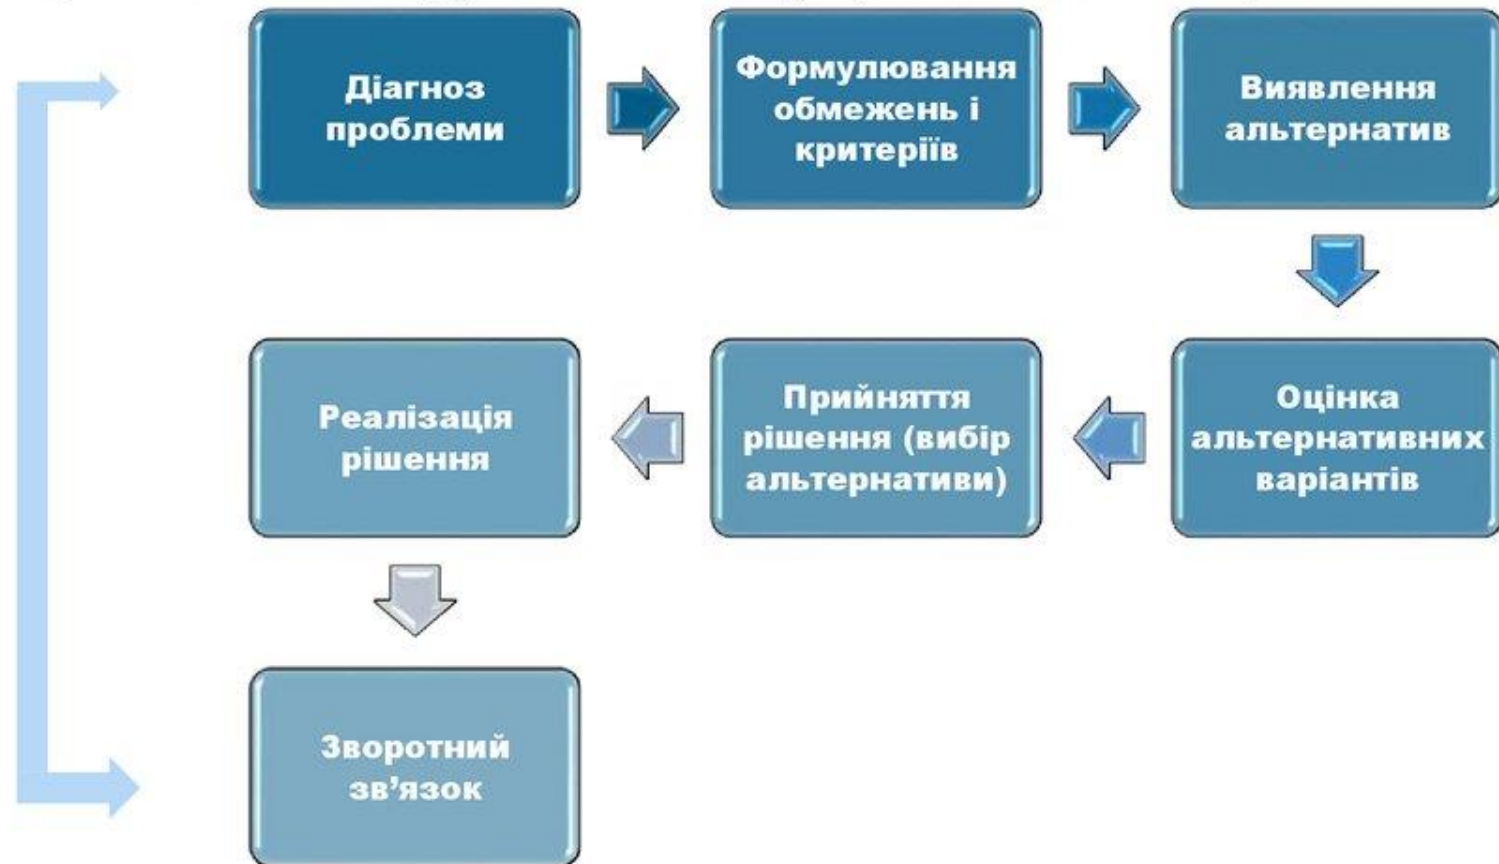 Діагноз
проблеми
Формулювання
обмежень і
критеріїв
Виявлення
альтернатив
Оцінка
альтернативних
варіантів
Прийняття
рішення (вибір
альтернативи)
Реалізація
рішення
Зворотний
зв’язок